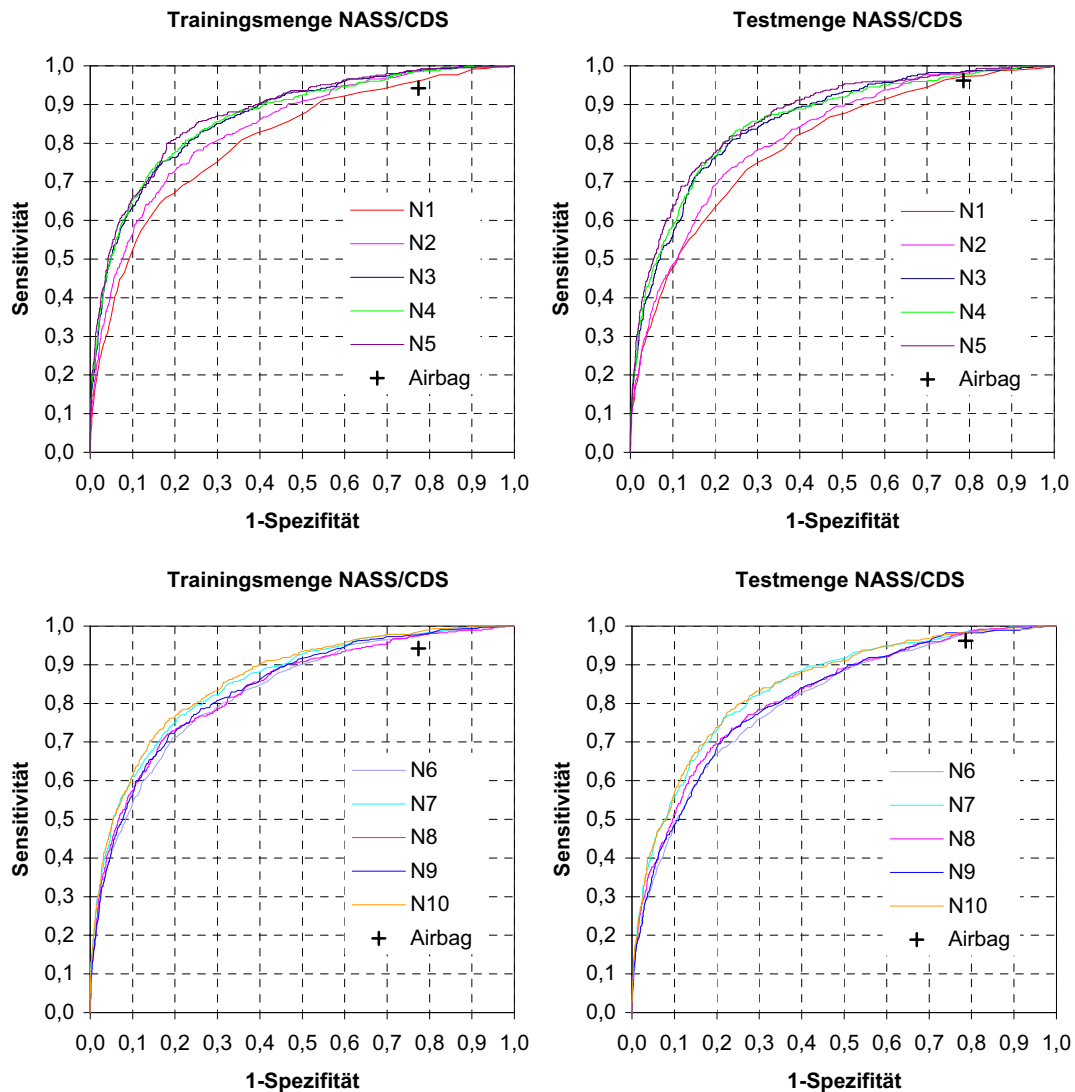 Trainingsmenge NASS/CDS
1,0
0,9
0,8
0,7
0,6
0,5
0,4
0,3
0,2
0,1
0,0
Sensitivität
N1
N2
N3
N4
N5
Airbag
0,0 0,1 0,2 0,3 0,4 0,5 0,6 0,7 0,8 0,9 1,0
1-Spezifität
Testmenge NASS/CDS
1,0
0,9
0,8
0,7
0,6
0,5
0,4
0,3
0,2
0,1
0,0
Sensitivität
N1
N2
N3
N4
N5
Airbag
0,0 0,1 0,2 0,3 0,4 0,5 0,6 0,7 0,8 0,9 1,0
1-Spezifität
Trainingsmenge NASS/CDS
1,0
0,9
0,8
0,7
0,6
0,5
0,4
0,3
0,2
0,1
0,0
Sensitivität
N6
N7
N8
N9
N10
Airbag
0,0 0,1 0,2 0,3 0,4 0,5 0,6 0,7 0,8 0,9 1,0
1-Spezifität
Testmenge NASS/CDS
1,0
0,9
0,8
0,7
0,6
0,5
0,4
0,3
0,2
0,1
0,0
Sensitivität
N6
N7
N8
N9
N10
Airbag
0,0 0,1 0,2 0,3 0,4 0,5 0,6 0,7 0,8 0,9 1,0
1-Spezifität